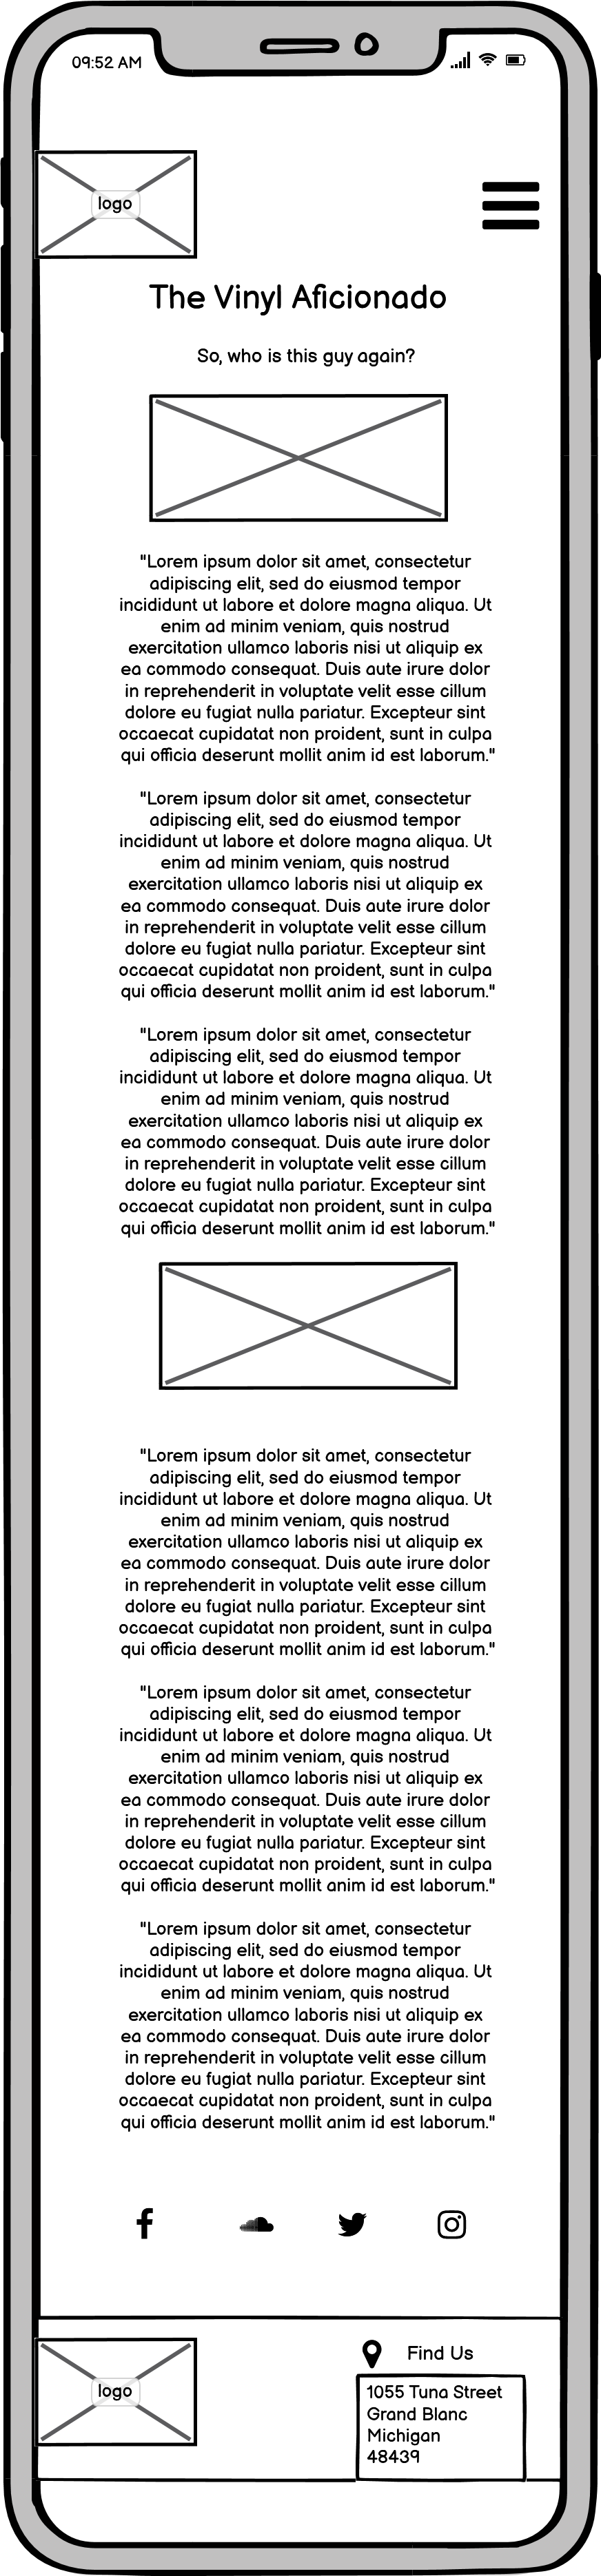 09:52 AM
logo
The Vinyl Aficionado
So, who is this guy again?
"Lorem ipsum dolor sit amet, consectetur
adipiscing elit, sed do eiusmod tempor
incididunt ut labore et dolore magna aliqua. Ut
enim ad minim veniam, quis nostrud
exercitation ullamco laboris nisi ut aliquip ex
ea commodo consequat. Duis aute irure dolor
in reprehenderit in voluptate velit esse cillum
dolore eu fugiat nulla pariatur. Excepteur sint
occaecat cupidatat non proident, sunt in culpa
qui officia deserunt mollit anim id est laborum."
"Lorem ipsum dolor sit amet, consectetur
adipiscing elit, sed do eiusmod tempor
incididunt ut labore et dolore magna aliqua. Ut
enim ad minim veniam, quis nostrud
exercitation ullamco laboris nisi ut aliquip ex
ea commodo consequat. Duis aute irure dolor
in reprehenderit in voluptate velit esse cillum
dolore eu fugiat nulla pariatur. Excepteur sint
occaecat cupidatat non proident, sunt in culpa
qui officia deserunt mollit anim id est laborum."
"Lorem ipsum dolor sit amet, consectetur
adipiscing elit, sed do eiusmod tempor
incididunt ut labore et dolore magna aliqua. Ut
enim ad minim veniam, quis nostrud
exercitation ullamco laboris nisi ut aliquip ex
ea commodo consequat. Duis aute irure dolor
in reprehenderit in voluptate velit esse cillum
dolore eu fugiat nulla pariatur. Excepteur sint
occaecat cupidatat non proident, sunt in culpa
qui officia deserunt mollit anim id est laborum."
"Lorem ipsum dolor sit amet, consectetur
adipiscing elit, sed do eiusmod tempor
incididunt ut labore et dolore magna aliqua. Ut
enim ad minim veniam, quis nostrud
exercitation ullamco laboris nisi ut aliquip ex
ea commodo consequat. Duis aute irure dolor
in reprehenderit in voluptate velit esse cillum
dolore eu fugiat nulla pariatur. Excepteur sint
occaecat cupidatat non proident, sunt in culpa
qui officia deserunt mollit anim id est laborum."
"Lorem ipsum dolor sit amet, consectetur
adipiscing elit, sed do eiusmod tempor
incididunt ut labore et dolore magna aliqua. Ut
enim ad minim veniam, quis nostrud
exercitation ullamco laboris nisi ut aliquip ex
ea commodo consequat. Duis aute irure dolor
in reprehenderit in voluptate velit esse cillum
dolore eu fugiat nulla pariatur. Excepteur sint
occaecat cupidatat non proident, sunt in culpa
qui officia deserunt mollit anim id est laborum."
"Lorem ipsum dolor sit amet, consectetur
adipiscing elit, sed do eiusmod tempor
incididunt ut labore et dolore magna aliqua. Ut
enim ad minim veniam, quis nostrud
exercitation ullamco laboris nisi ut aliquip ex
ea commodo consequat. Duis aute irure dolor
in reprehenderit in voluptate velit esse cillum
dolore eu fugiat nulla pariatur. Excepteur sint
occaecat cupidatat non proident, sunt in culpa
qui officia deserunt mollit anim id est laborum."
logo
Find Us
1055 Tuna Street
Grand Blanc
Michigan
48439